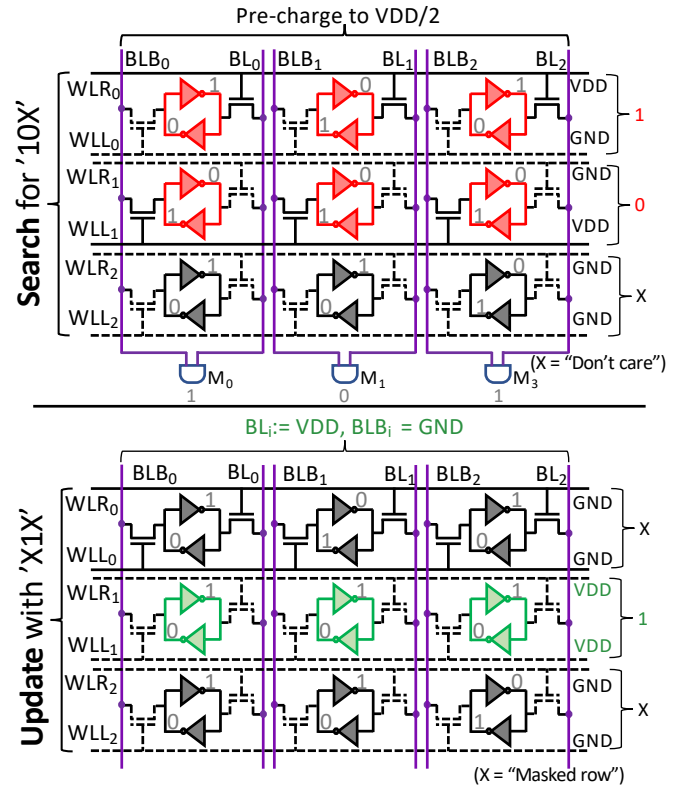 Pre-charge to VDD/2
BLB0 BL0 BLB1 BL1 BLB2 BL2
Search for '10X'
WLR0 1 0 1 VDD
0 1 0 1
WLL0 GND
WLR1 0 0 0 GND
1 1 1 0
WLL1 VDD
WLR2 1 1 0 GND
0 0 1 X
WLL2 GND
M0 M1 M3 (X = “Don’t care”)
1 0 1
BLi:= VDD, BLBi = GND
BLB0 BL0 BLB1 BL1 BLB2 BL2
Update with 'X1X'
WLR0 1 0 1 GND
0 1 0 X
WLL0 GND
WLR1 1 1 1 VDD
0 0 0 1
WLL1 VDD
WLR2 1 1 0 GND
0 0 1 X
WLL2 GND
(X = “Masked row”)